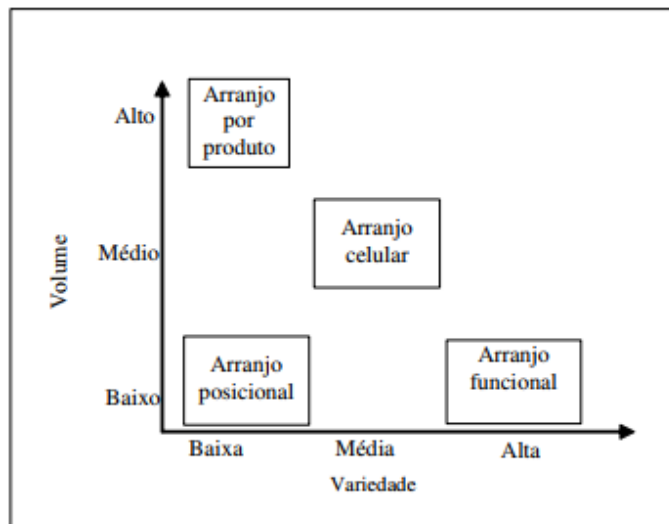 Arranjo
por
produto
Alto
Arranjo
celular
Médio
Volume
Arranjo
posicional
Arranjo
funcional
Baixo
Baixa
Média
Alta
Variedade